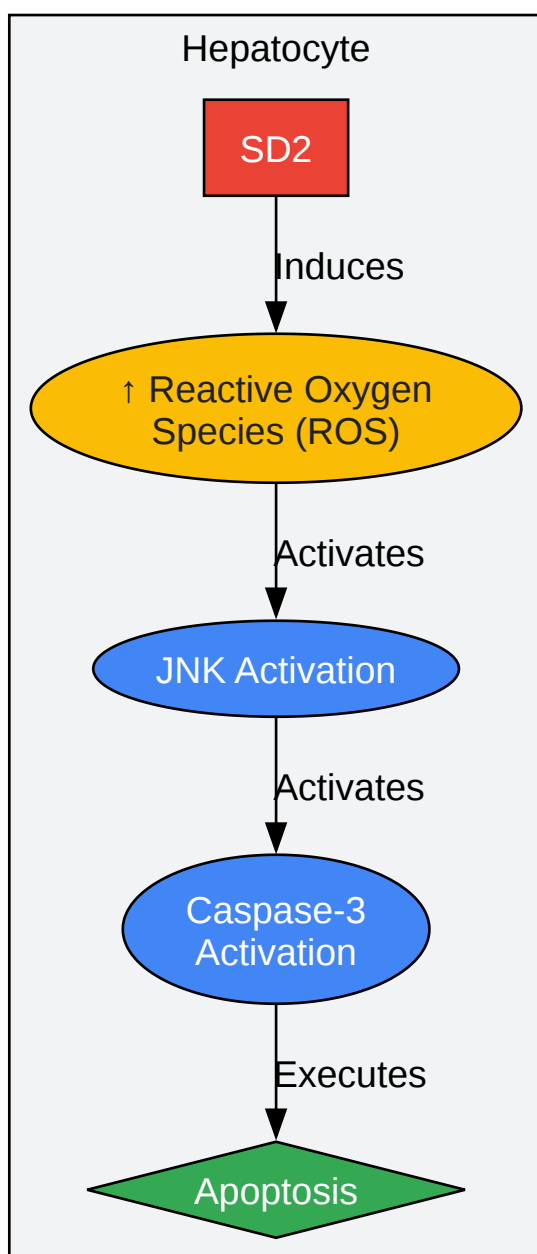 Hepatocyte
SD2
Induces
↑ Reactive Oxygen
Species (ROS)
Activates
JNK Activation
Activates
Caspase-3
Activation
Executes
Apoptosis